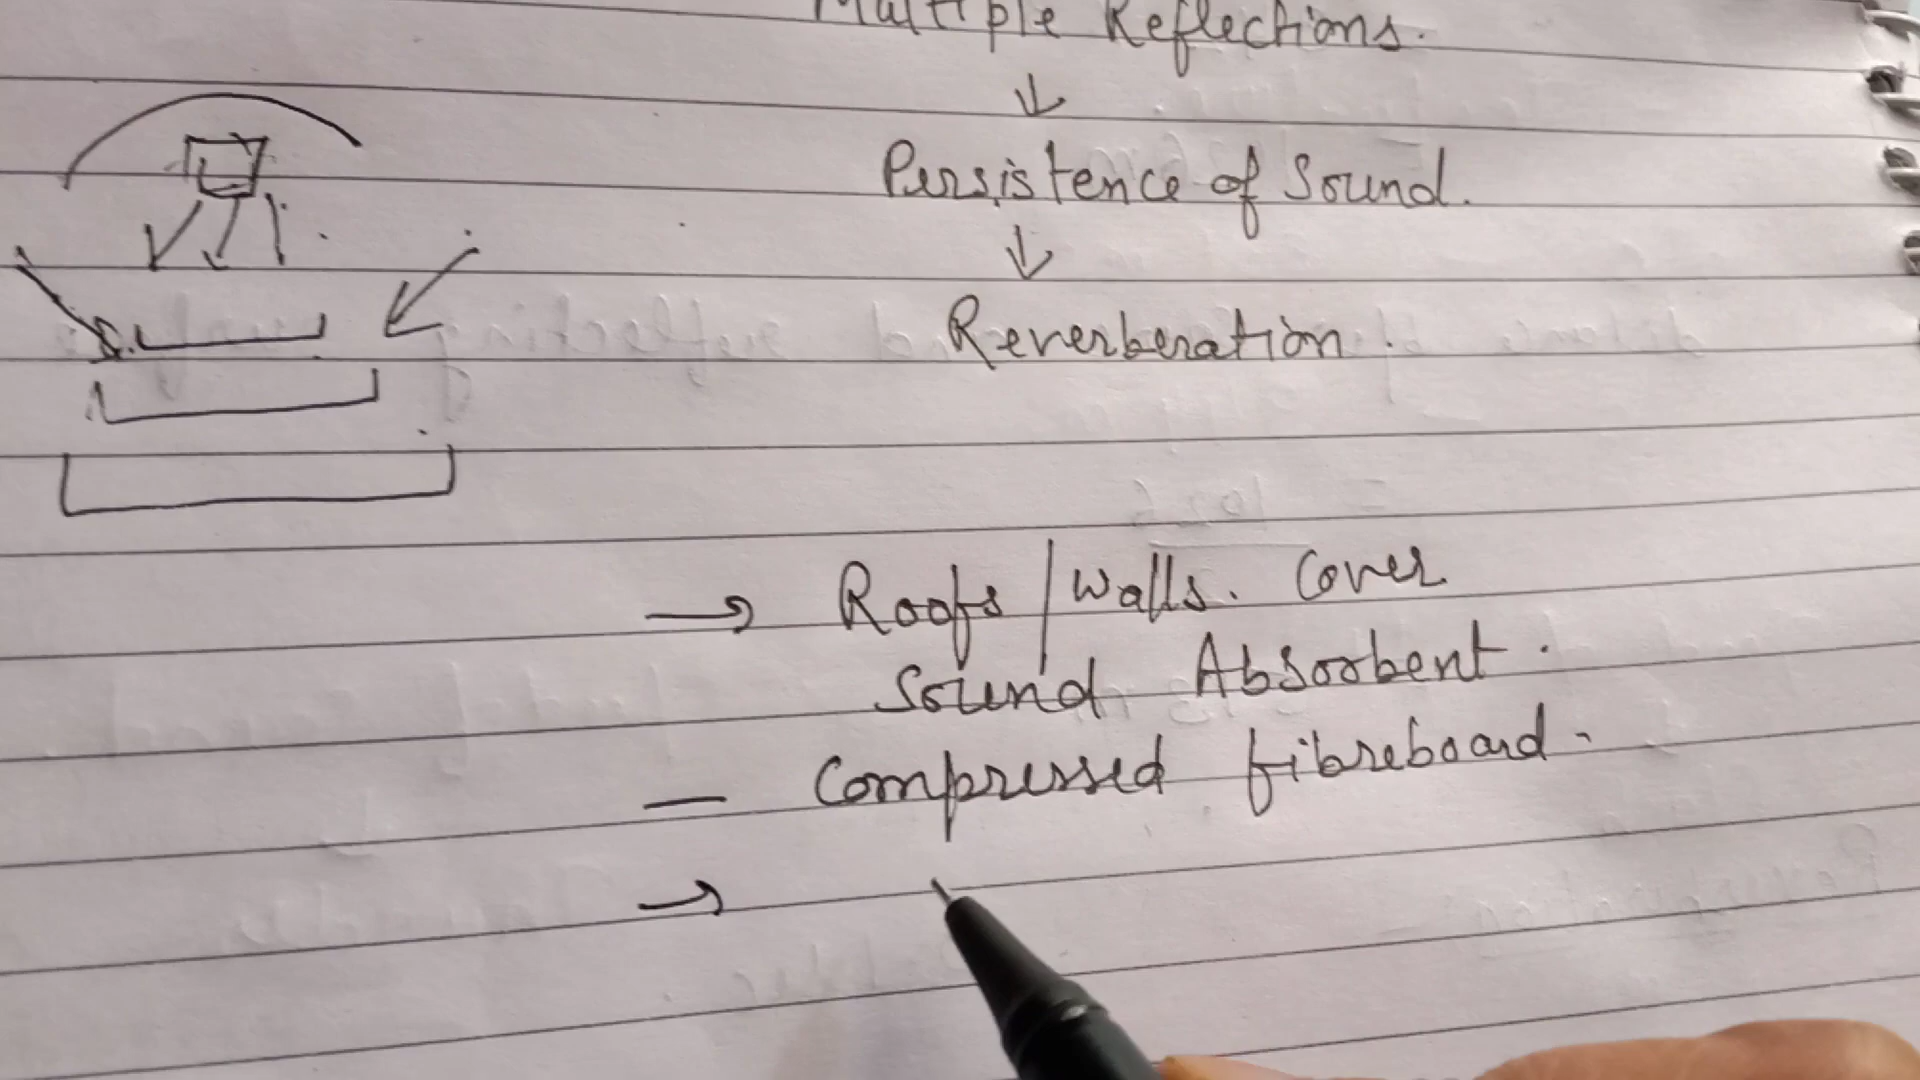 Multiple Reflections.
↓
Persistence of Sound.
↓
Reverberation.
→ Roofs / Walls. Cover
Sound Absorbent.
— Compressed fibreboard.
→